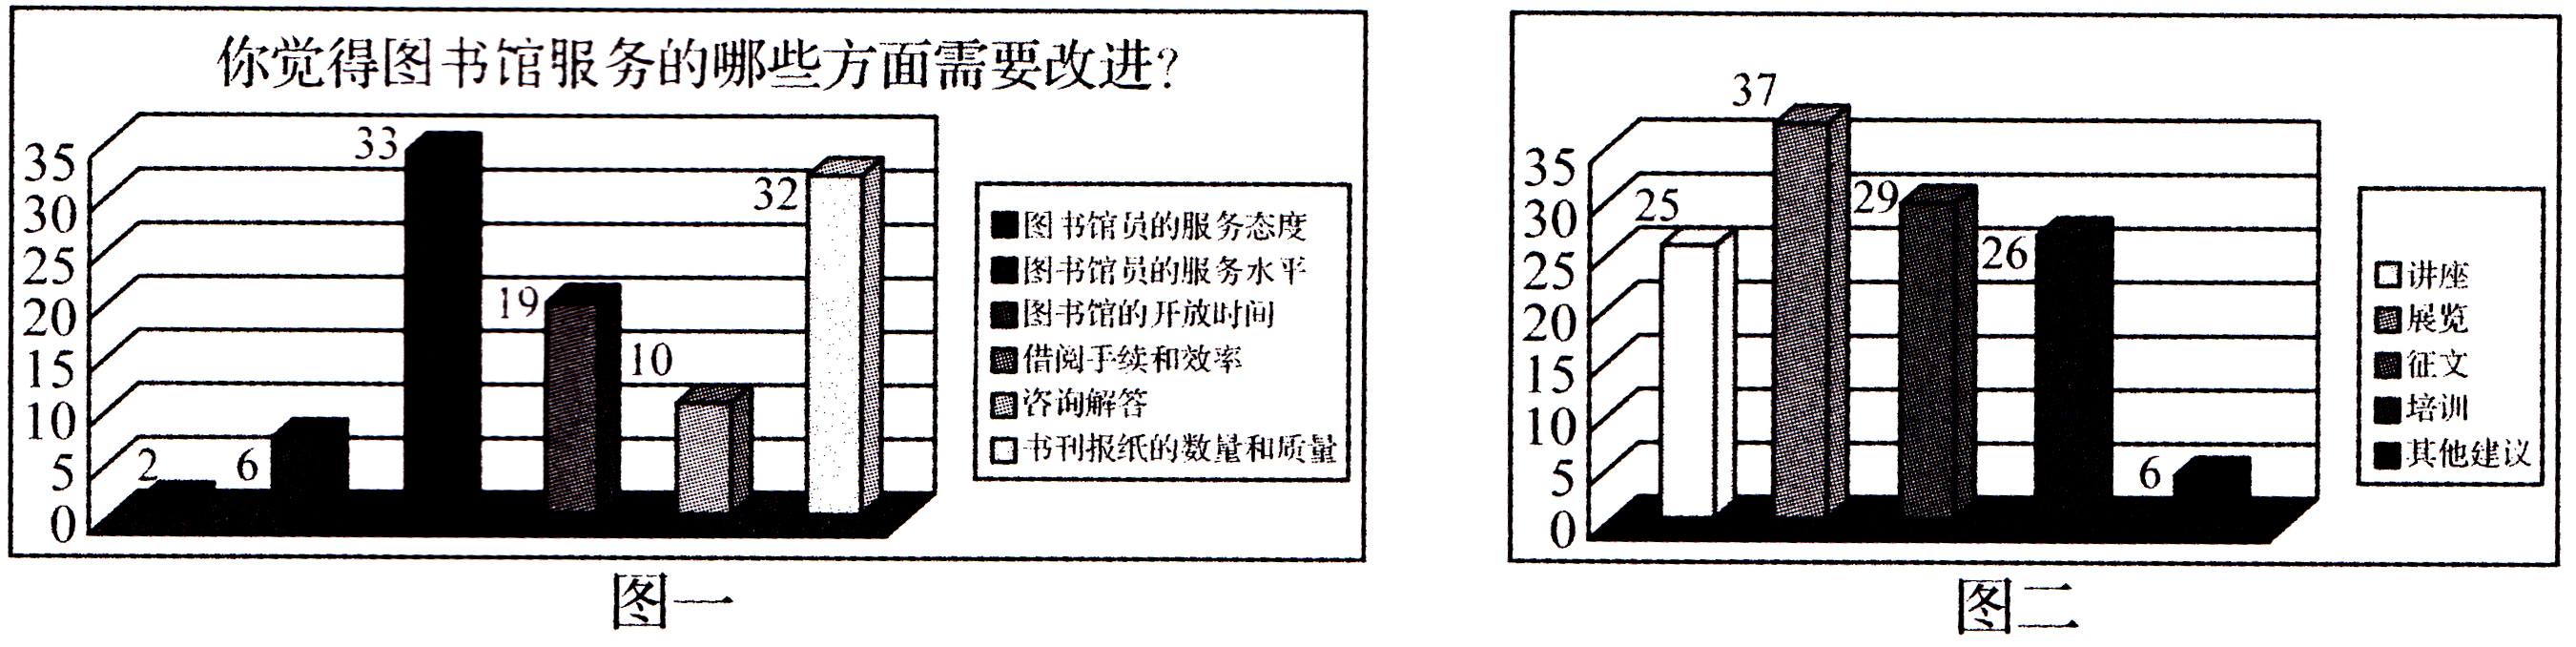 你觉得图书馆服务的哪些方面需要改进?
35
30
25
20
15
10
5
0
2
6
33
19
10
32
图书馆员的服务态度
图书馆员的服务水平
图书馆的开放时间
借阅手续和效率
咨询解答
书刊报纸的数量和质量
图一
35
30
25
20
15
10
5
0
25
37
29
26
6
讲座
展览
征文
培训
其他建议
图二